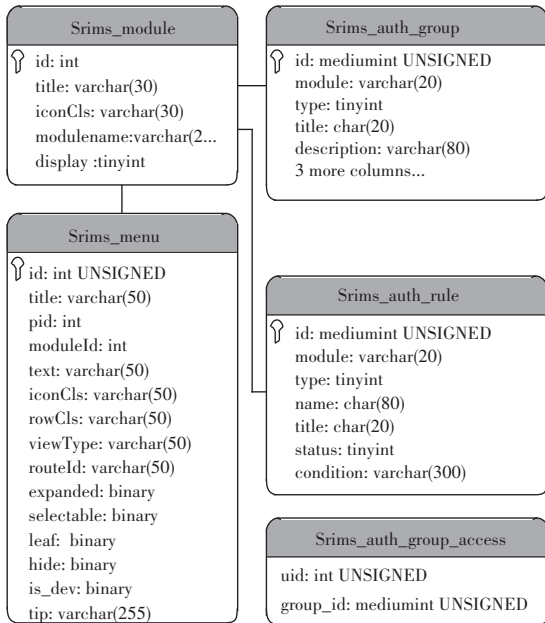 Srims_module
id: int
title: varchar(30)
iconCls: varchar(30)
modulename:varchar(2...
display :tinyint
Srims_auth_group
id: mediumint UNSIGNED
module: varchar(20)
type: tinyint
title: char(20)
description: varchar(80)
3 more columns...
Srims_menu
id: int UNSIGNED
title: varchar(50)
pid: int
moduleId: int
text: varchar(50)
iconCls: varchar(50)
rowCls: varchar(50)
viewType: varchar(50)
routeId: varchar(50)
expanded: binary
selectable: binary
leaf: binary
hide: binary
is_dev: binary
tip: varchar(255)
Srims_auth_rule
id: mediumint UNSIGNED
module: varchar(20)
type: tinyint
name: char(80)
title: char(20)
status: tinyint
condition: varchar(300)
Srims_auth_group_access
uid: int UNSIGNED
group_id: mediumint UNSIGNED